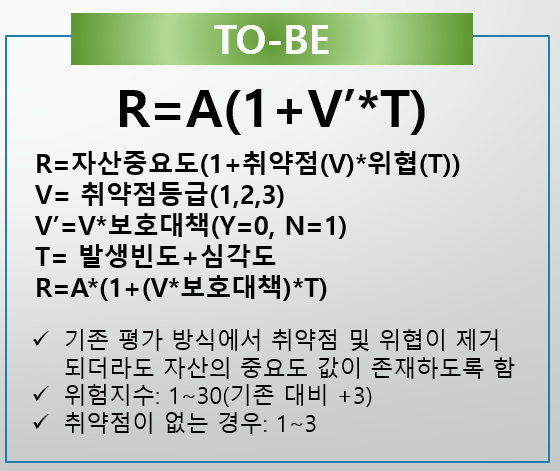 TO-BE
R=A(1+V’*T)
R=자산중요도(1+취약점(V)*위협(T))
V= 취약점등급(1,2,3)
V’=V*보호대책(Y=0, N=1)
T= 발생빈도+심각도
R=A*(1+(V*보호대책)*T)
✓ 기존 평가 방식에서 취약점 및 위협이 제거
되더라도 자산의 중요도 값이 존재하도록 함
✓ 위험지수: 1~30(기존 대비 +3)
✓ 취약점이 없는 경우: 1~3